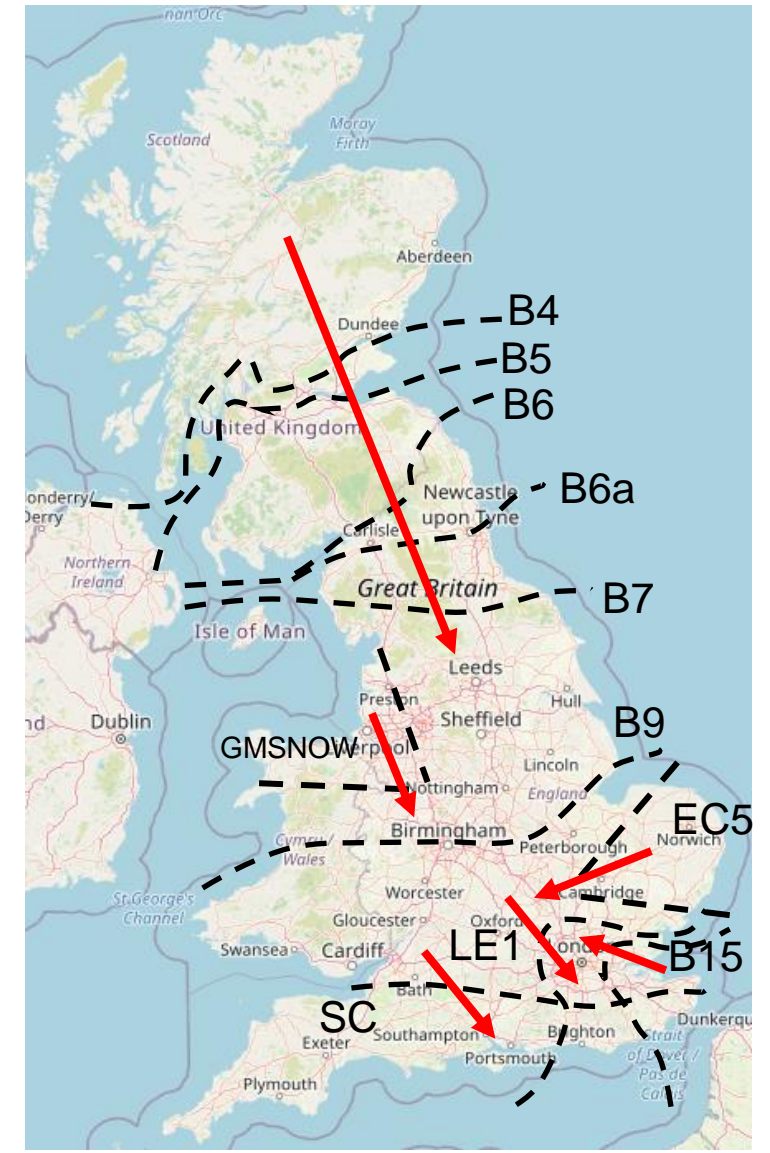 nan'Orc
Moray
Firth
Scotland
Aberdeen
B4
Dundee
B5
B6
United Kingdom
onderry/
Derry
Newcastle
upon Tyne
B6a
Carlisle
Northern
Ireland
Great Britain
B7
Isle of Man
Leeds
Preston
Hull
nd
Dublin
Sheffield
B9
GMSNOW
Liverpool
Lincoln
Nottingham
England
EC5
Birmingham
Norwich
Cymru /
Wales
Peterborough
St George's
Channel
Worcester
Cambridge
Gloucester
Oxford
LE1
London
Swansea
Cardiff
B15
Bath
SC
Dunkerqu
Southampton
Brighton
Exeter
Strait
of Dover /
Pas de
Calais
Portsmouth
Plymouth